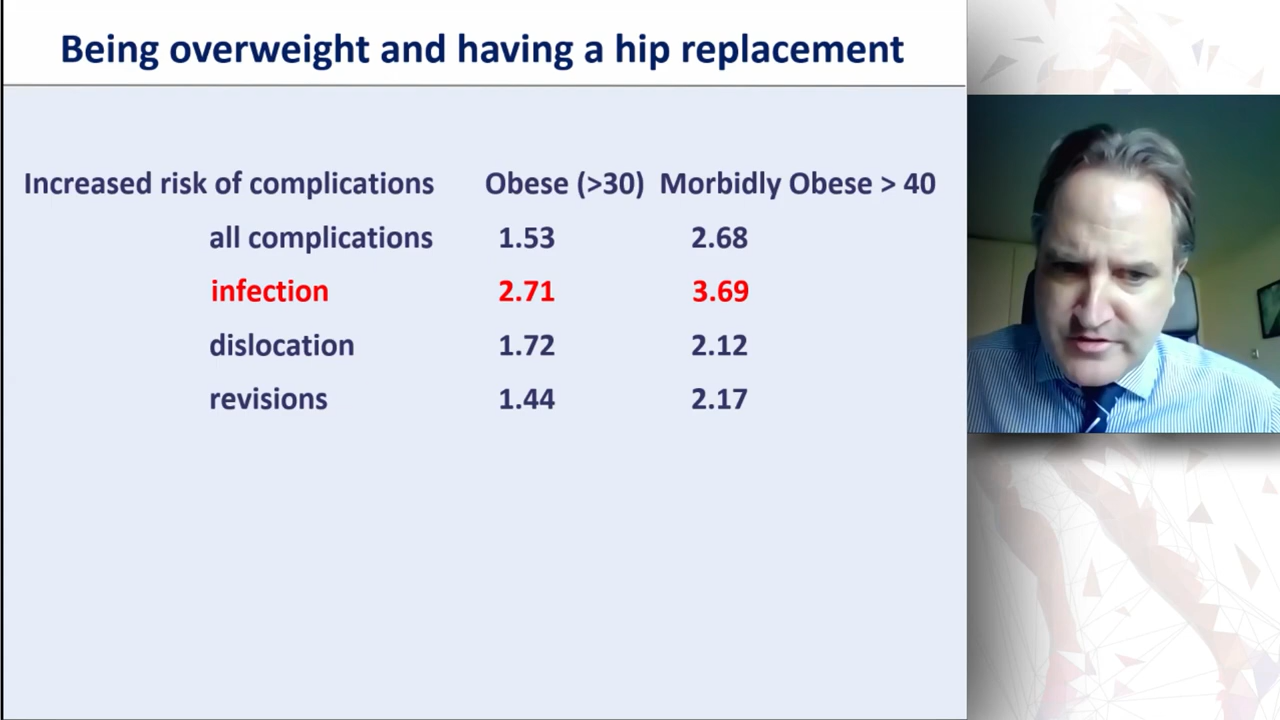 Being overweight and having a hip replacement
Increased risk of complications Obese (>30) Morbidly Obese > 40
all complications 1.53 2.68
infection 2.71 3.69
dislocation 1.72 2.12
revisions 1.44 2.17